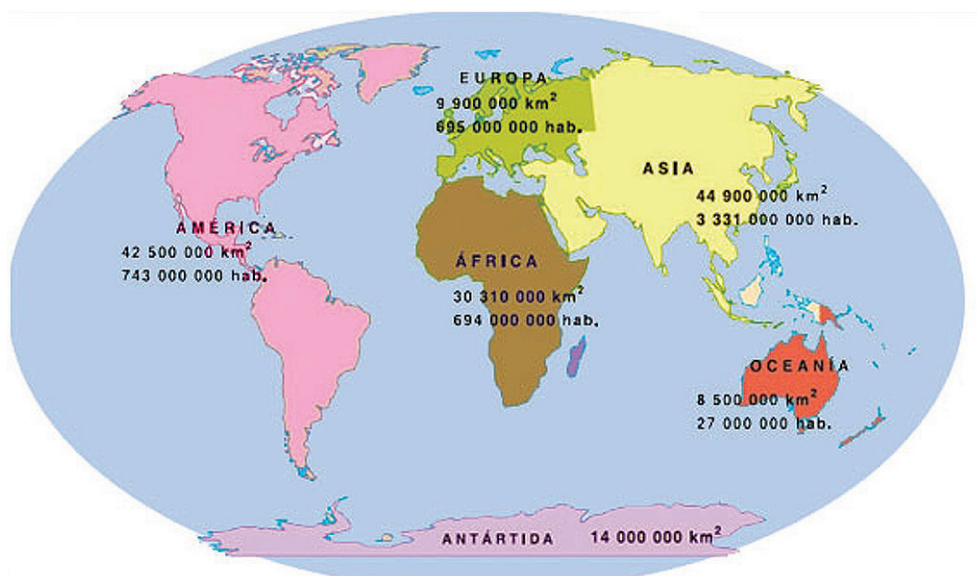 EUROPA
9 900 000 km²
695 000 000 hab.
ASIA
44 900 000 km²
3 331 000 000 hab.
AMÉRICA
42 500 000 km²
743 000 000 hab.
ÁFRICA
30 310 000 km²
694 000 000 hab.
OCEANÍA
8 500 000 km²
27 000 000 hab.
ANTÁRTIDA 14 000 000 km²